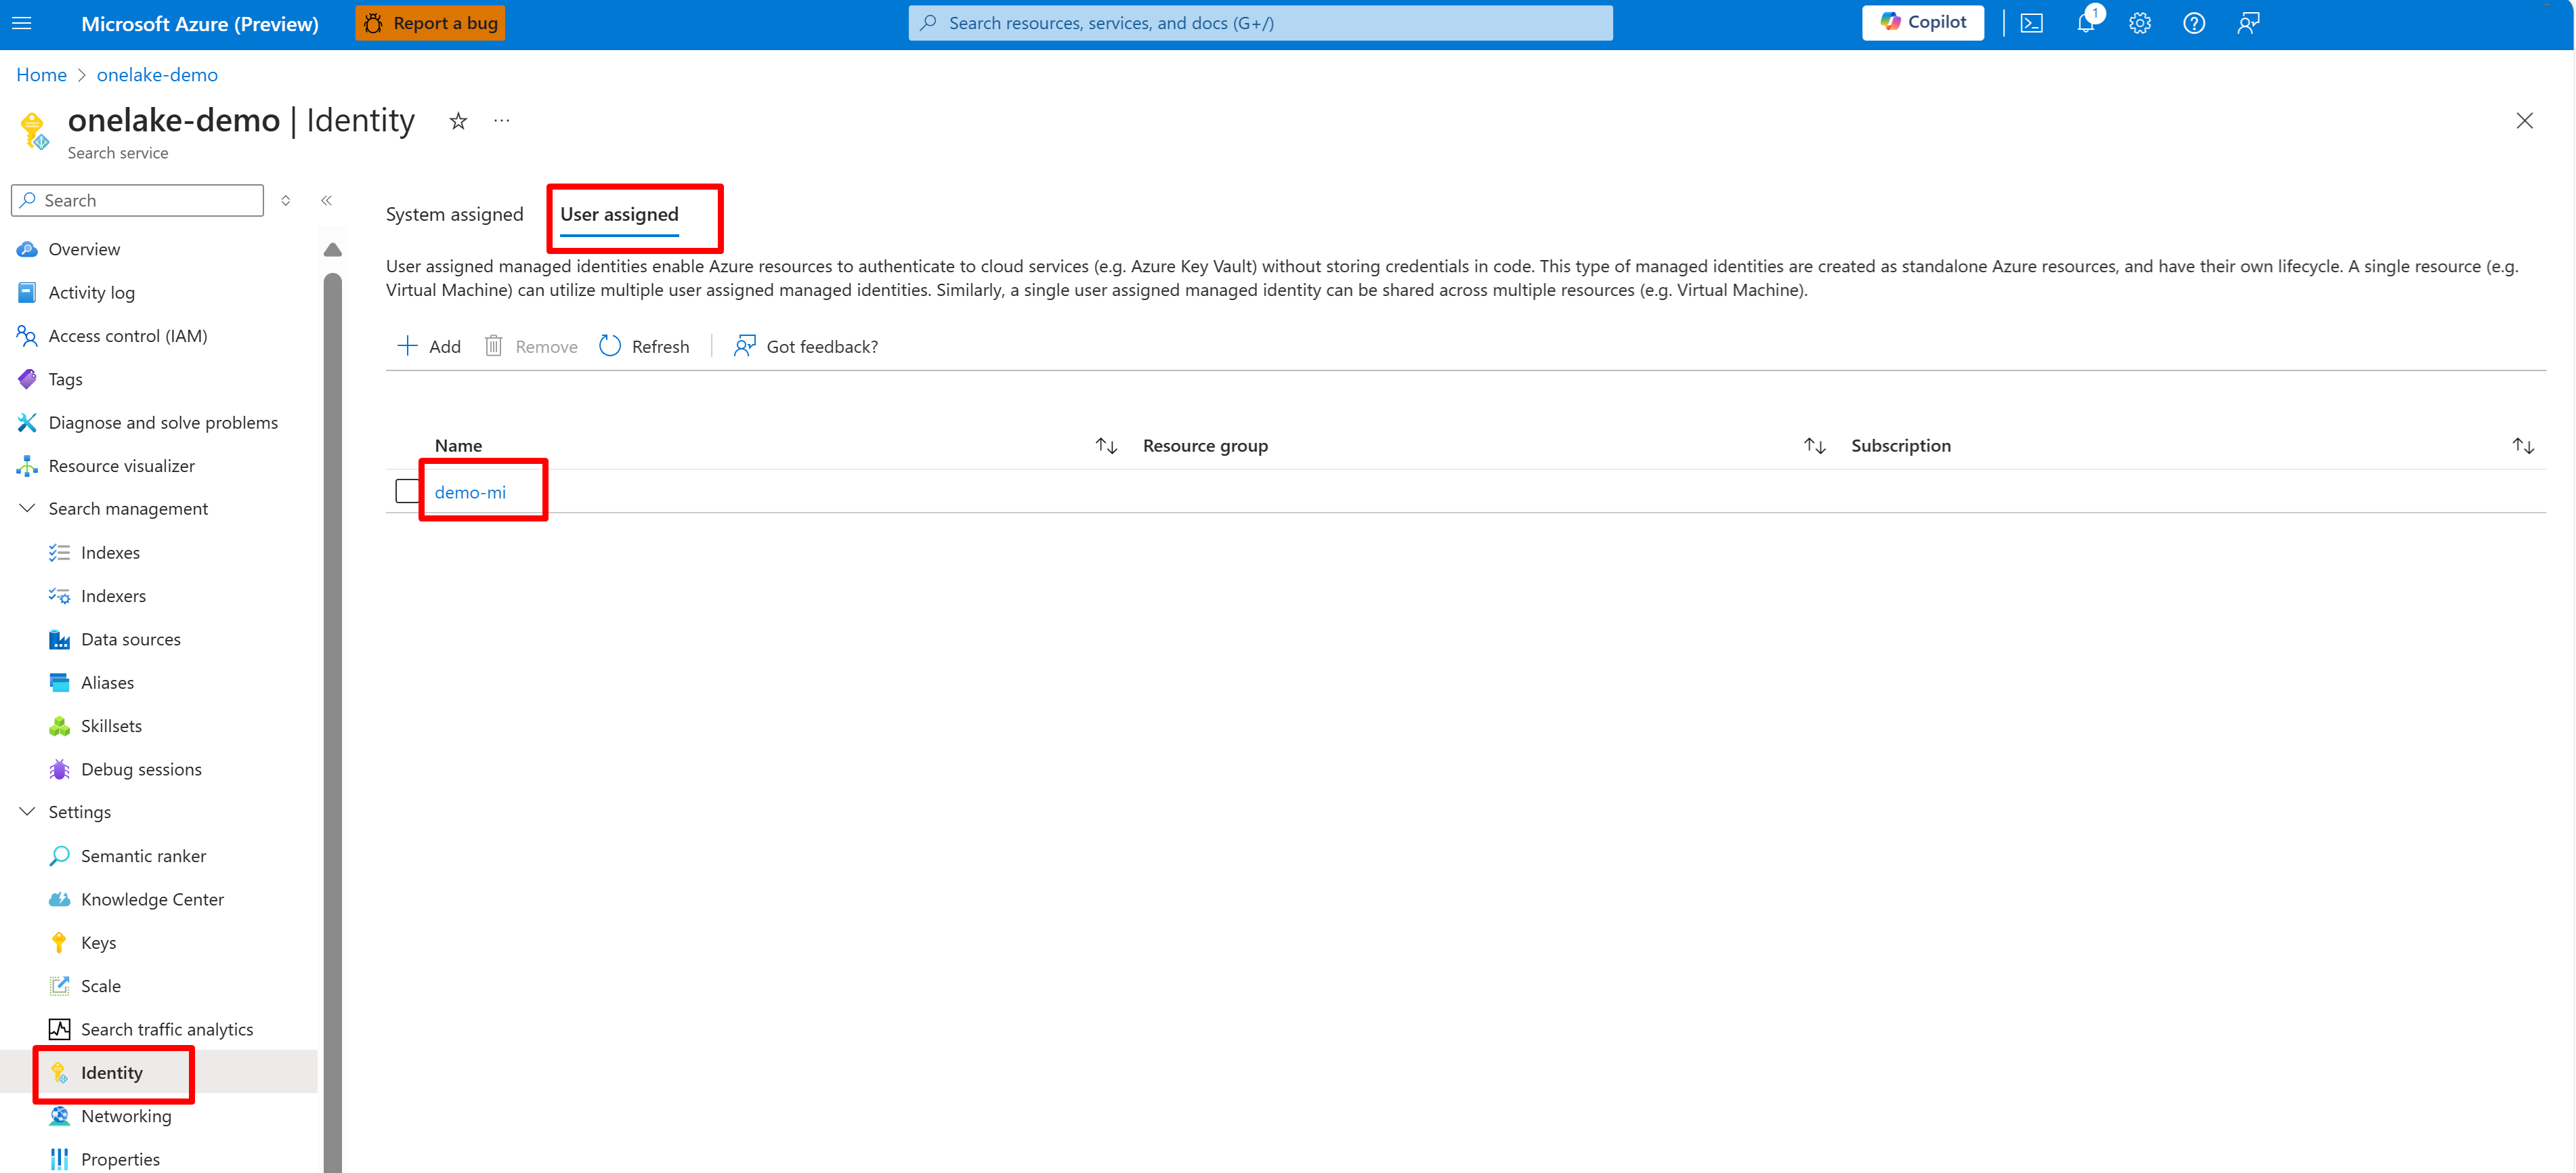 Microsoft Azure (Preview)
Report a bug
Search resources, services, and docs (G+/)
Copilot
1
Home > onelake-demo
onelake-demo | Identity
Search service
Search
System assigned
User assigned
User assigned managed identities enable Azure resources to authenticate to cloud services (e.g. Azure Key Vault) without storing credentials in code. This type of managed identities are created as standalone Azure resources, and have their own lifecycle. A single resource (e.g.
Virtual Machine) can utilize multiple user assigned managed identities. Similarly, a single user assigned managed identity can be shared across multiple resources (e.g. Virtual Machine).
Add
Remove
Refresh
Got feedback?
Name
Resource group
Subscription
demo-mi
Overview
Activity log
Access control (IAM)
Tags
Diagnose and solve problems
Resource visualizer
Search management
Indexes
Indexers
Data sources
Aliases
Skillsets
Debug sessions
Settings
Semantic ranker
Knowledge Center
Keys
Scale
Search traffic analytics
Identity
Networking
Properties